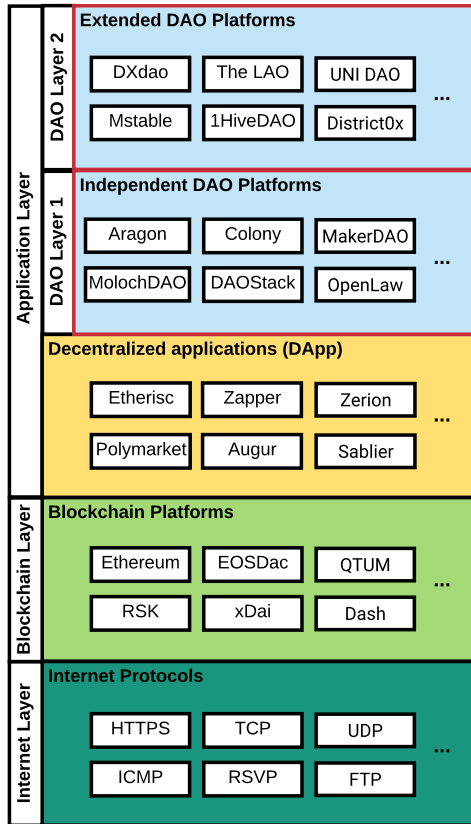 Application Layer
DAO Layer 2
Extended DAO Platforms
DXdao The LAO UNI DAO
...
Mstable 1HiveDAO District0x
DAO Layer 1
Independent DAO Platforms
Aragon Colony MakerDAO
...
MolochDAO DAOStack OpenLaw
Decentralized applications (DApp)
Etherisc Zapper Zerion
...
Polymarket Augur Sablier
Blockchain Layer
Blockchain Platforms
Ethereum EOSDac QTUM
...
RSK xDai Dash
Internet Layer
Internet Protocols
HTTPS TCP UDP
...
ICMP RSVP FTP